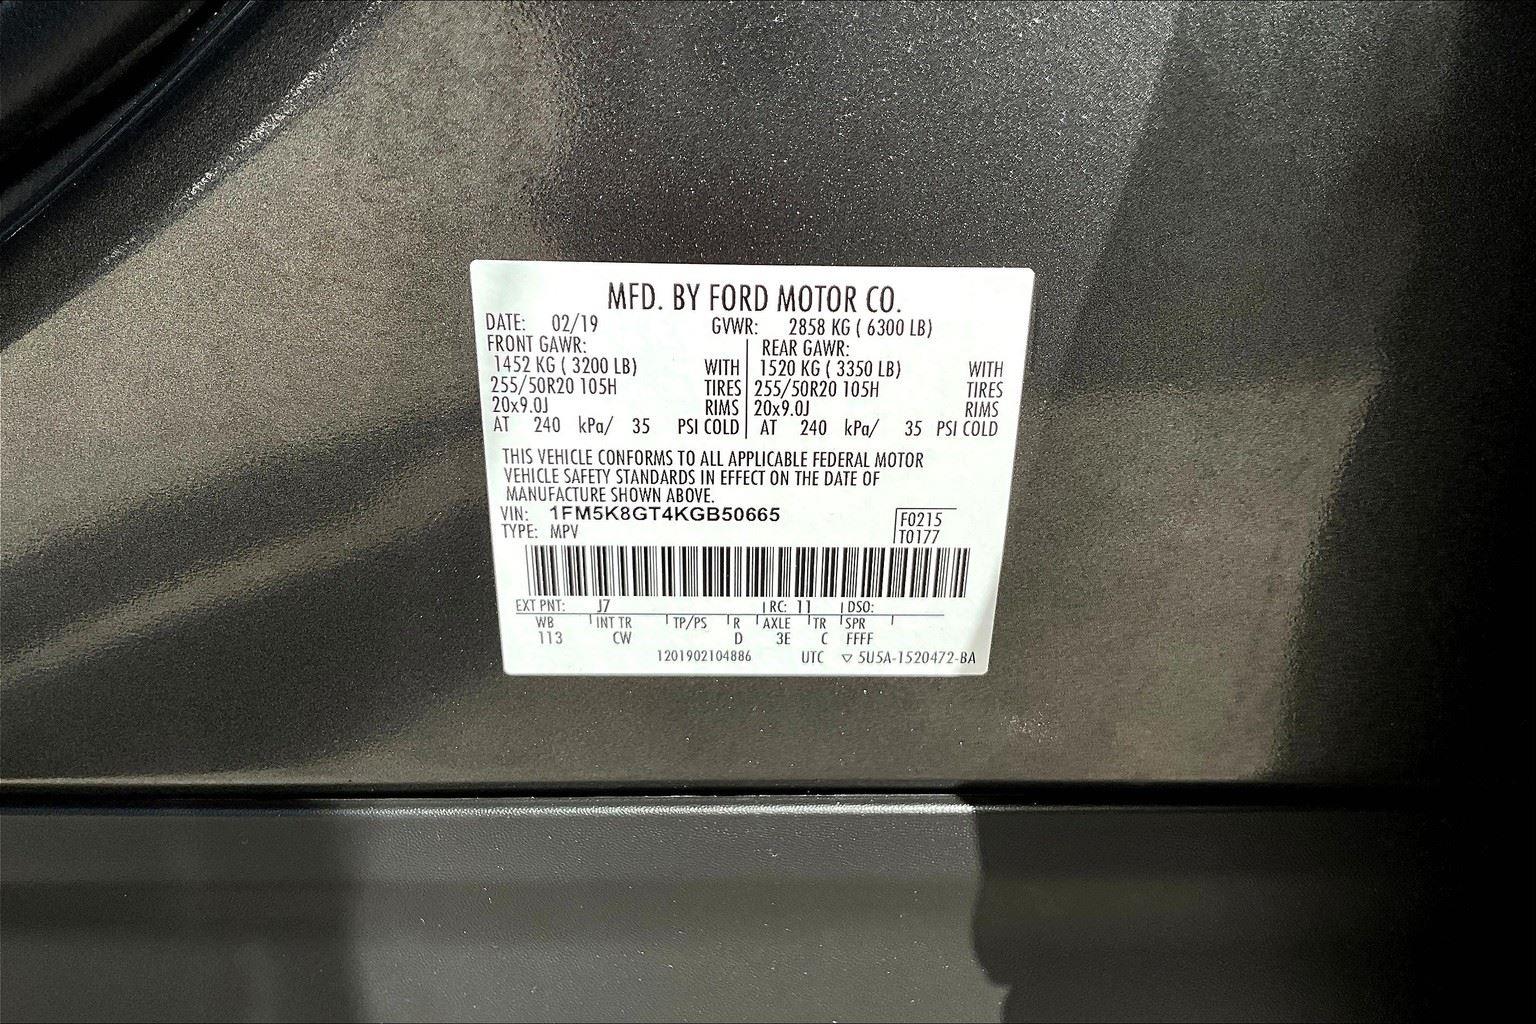 MFD. BY FORD MOTOR CO.
DATE: 02/19 GVWR: 2858 KG ( 6300 LB)
FRONT GAWR: REAR GAWR:
1452 KG ( 3200 LB) WITH 1520 KG ( 3350 LB) WITH
255/50R20 105H TIRES 255/50R20 105H TIRES
20x9.0J RIMS 20x9.0J RIMS
AT 240 kPa/ 35 PSI COLD AT 240 kPa/ 35 PSI COLD
THIS VEHICLE CONFORMS TO ALL APPLICABLE FEDERAL MOTOR
VEHICLE SAFETY STANDARDS IN EFFECT ON THE DATE OF
MANUFACTURE SHOWN ABOVE.
VIN: 1FM5K8GT4KGB50665 F0215
TYPE: MPV T0177
EXT PNT: J7 RC: 11 DSO:
WB INT TR TP/PS R AXLE TR SPR
113 CW D 3E C FFFF
1201902104886 UTC ▽ 5U5A-1520472-BA